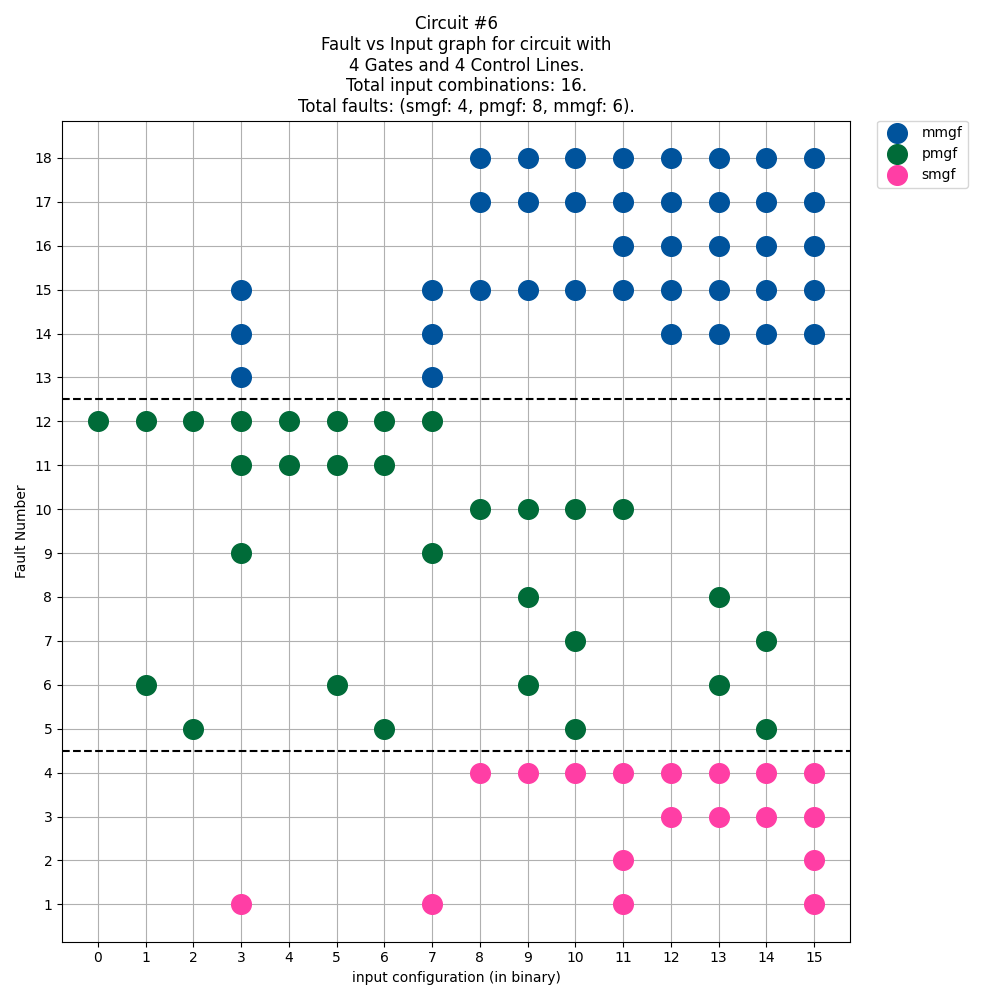 Circuit #6
Fault vs Input graph for circuit with
4 Gates and 4 Control Lines.
Total input combinations: 16.
Total faults: (smgf: 4, pmgf: 8, mmgf: 6).
mmgf
pmgf
smgf
Fault Number
18
17
16
15
14
13
12
11
10
9
8
7
6
5
4
3
2
1
0 1 2 3 4 5 6 7 8 9 10 11 12 13 14 15
input configuration (in binary)